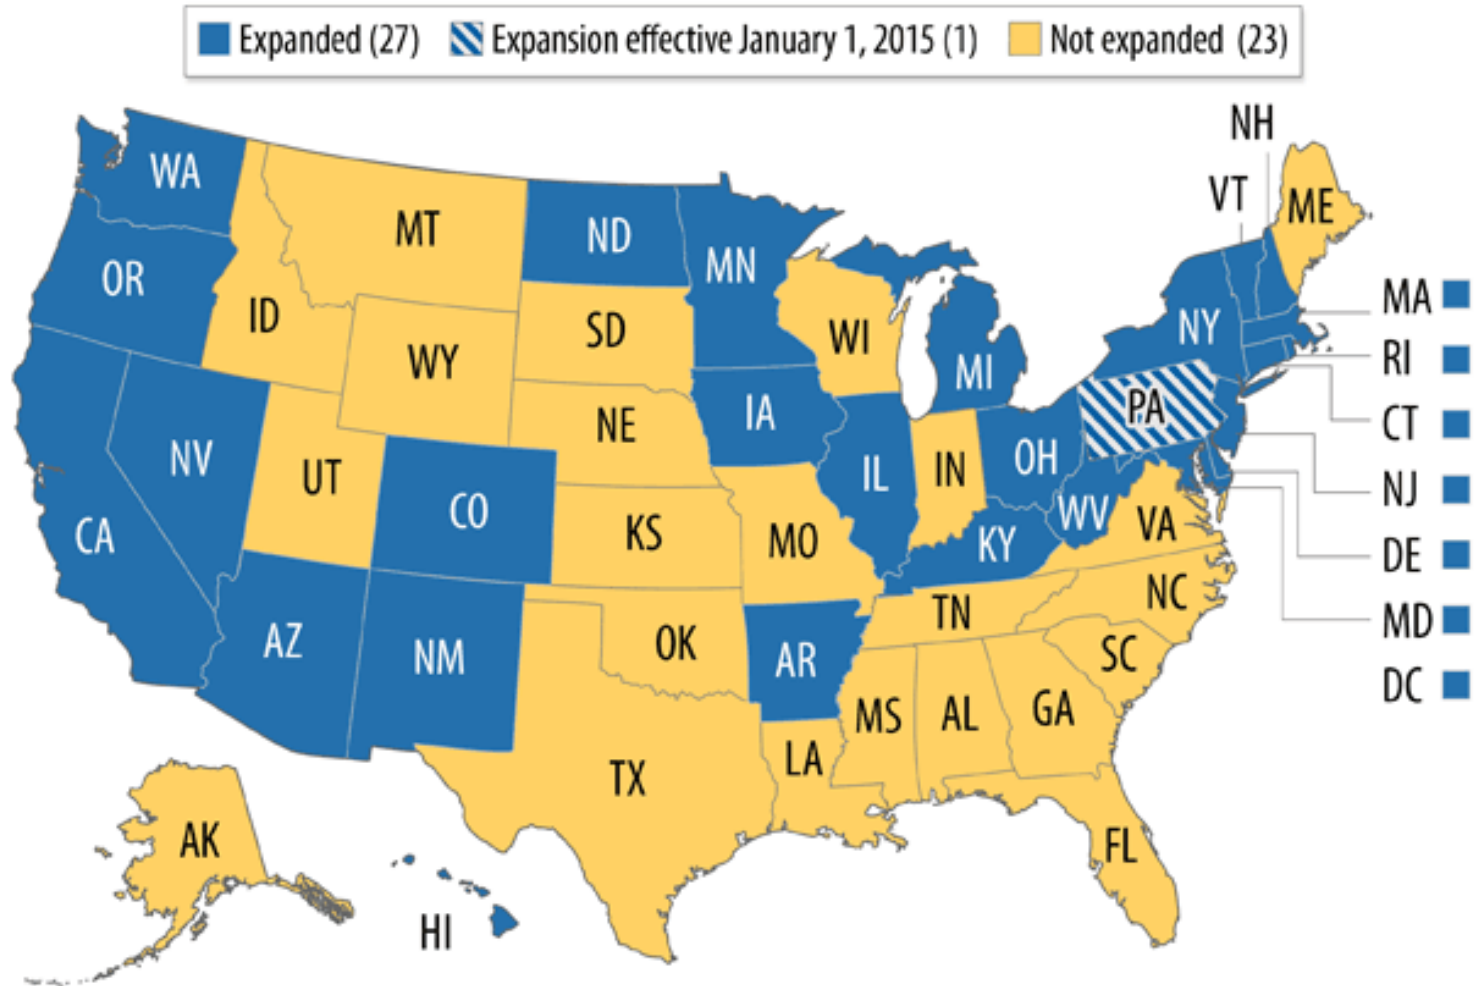 Expanded (27) Expansion effective January 1, 2015 (1) Not expanded (23)
NH
WA
VT
ME
MT
ND
OR
MN
MA
ID
SD
WI
NY
WY
MI
RI
PA
NE
IA
CT
NV
UT
IL
IN
OH
NJ
CO
WV
CA
KS
MO
KY
VA
DE
NC
TN
MD
AZ
NM
OK
AR
SC
DC
MS
AL
GA
LA
TX
AK
FL
HI